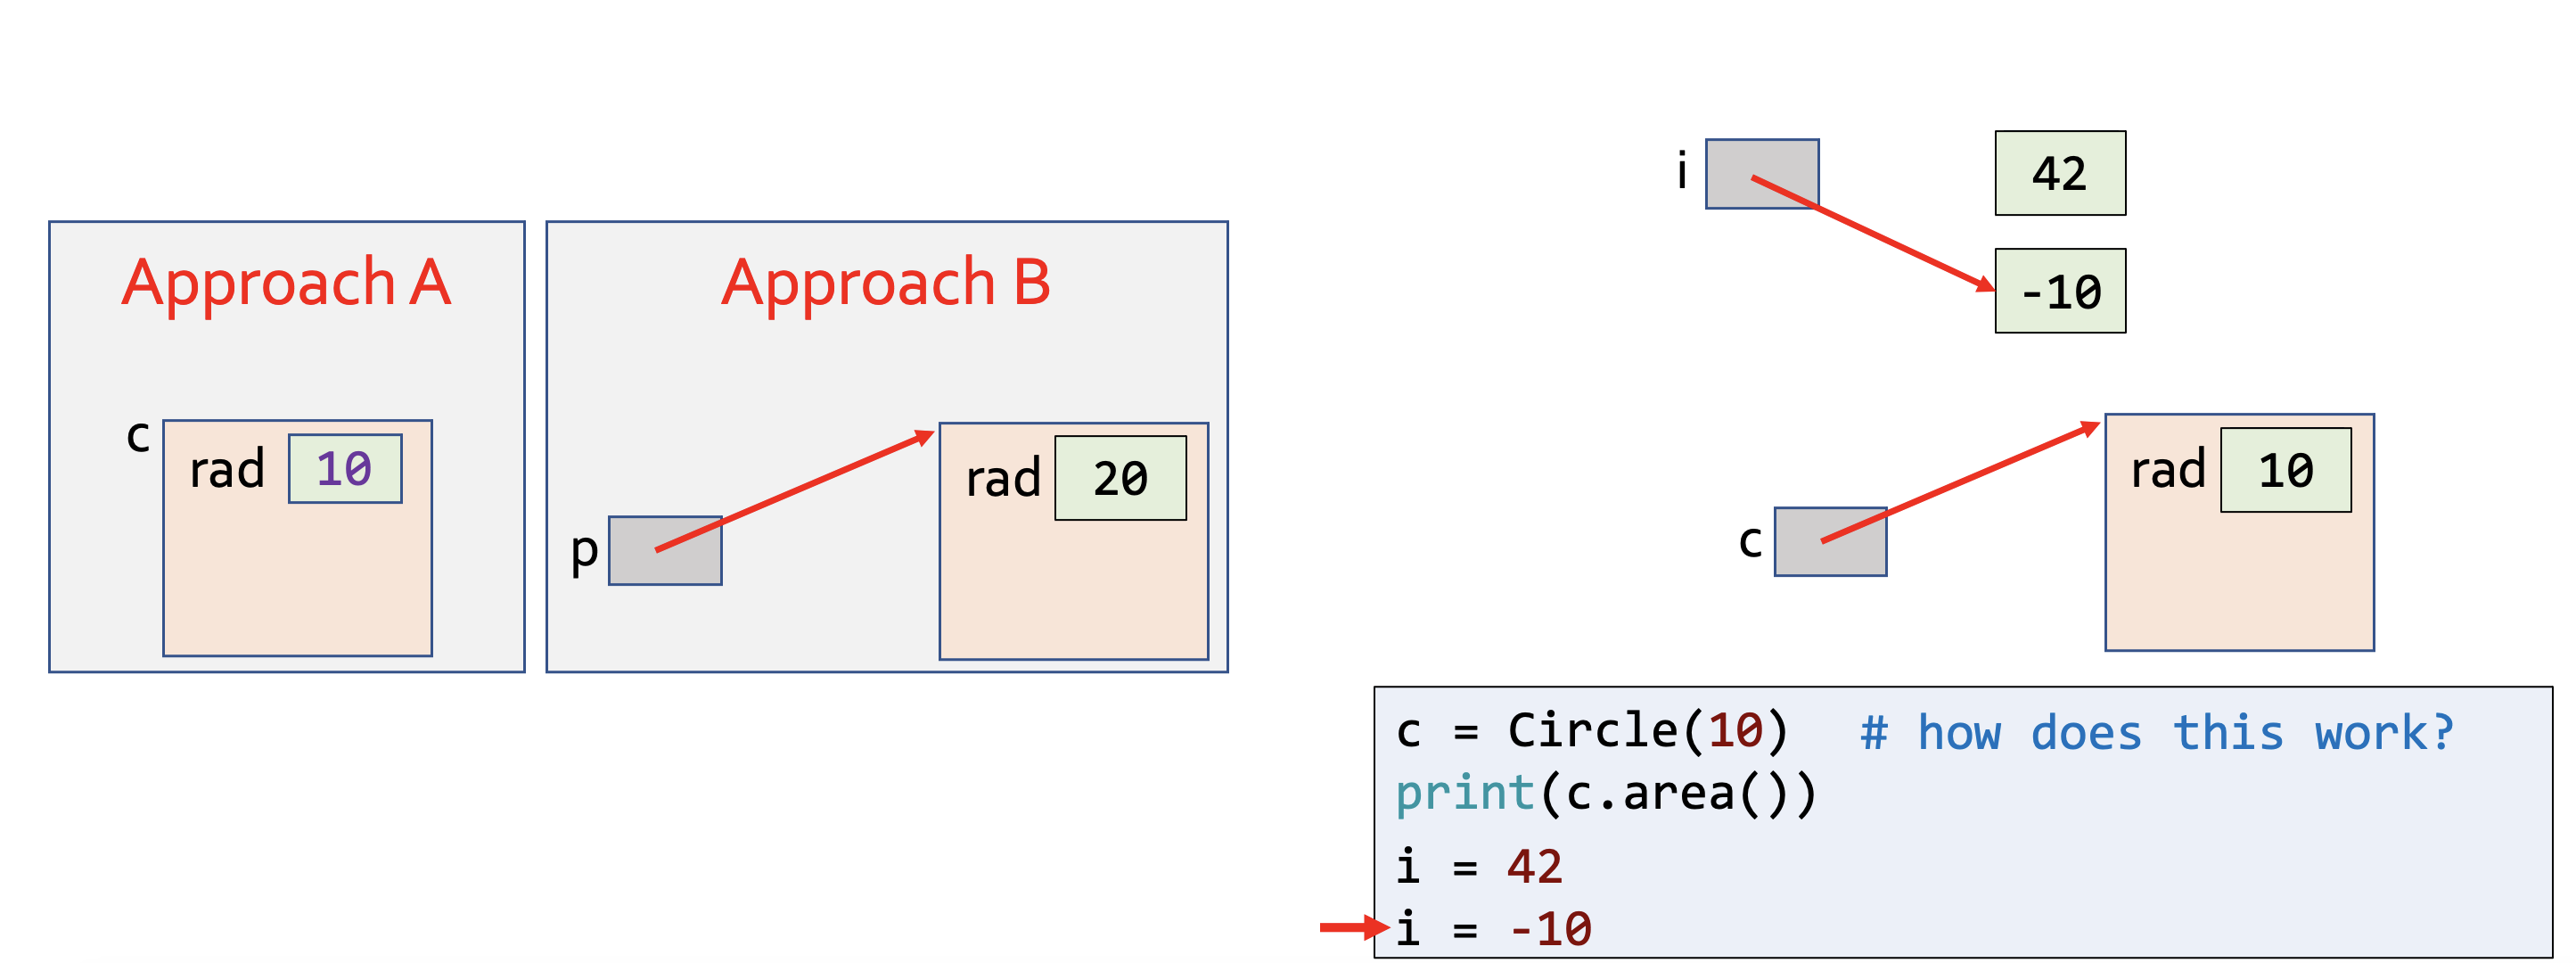 Approach A
c
rad 10
Approach B
p
rad 20
i
42
-10
c
rad 10
c = Circle(10)  # how does this work?
print(c.area())
i = 42
i = -10